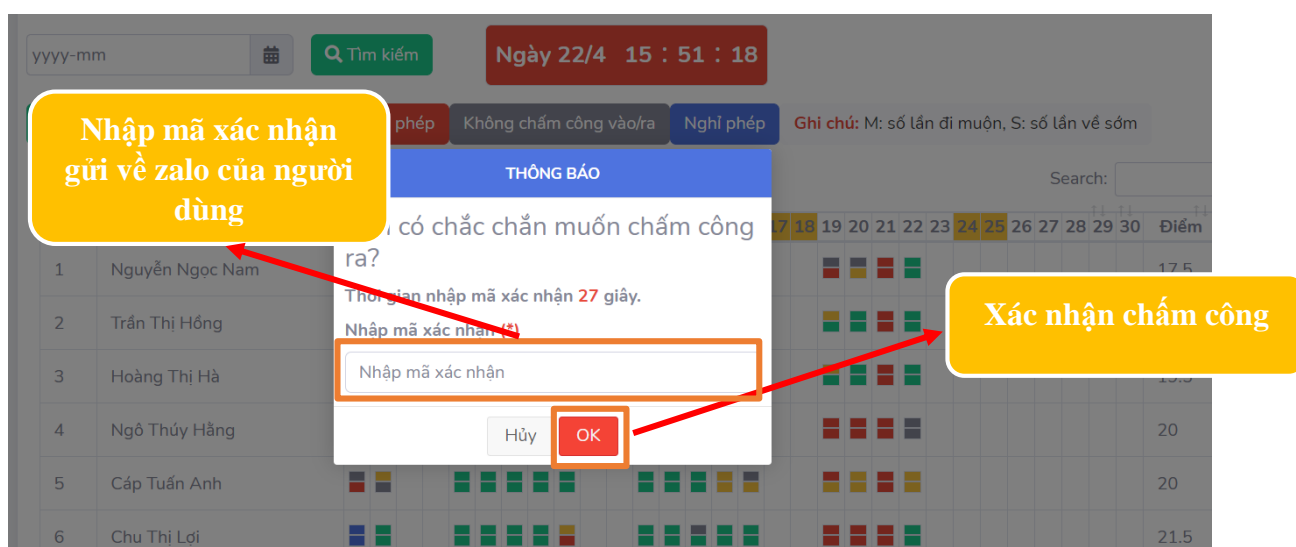 yyyy-mm
Tìm kiếm
Ngày 22/4 15 : 51 : 18
phép
Không chấm công vào/ra
Nghỉ phép
Ghi chú: M: số lần đi muộn, S: số lần về sớm
Nhập mã xác nhận
gửi về zalo của người
dùng
THÔNG BÁO
Search:
có chắc chắn muốn chấm công
ra?
Thời gian nhập mã xác nhận 27 giây.
Nhập mã xác nhận (*)
Nhập mã xác nhận
Hủy
OK
Xác nhận chấm công
17 18 19 20 21 22 23 24 25 26 27 28 29 30 Điểm
1 Nguyễn Ngọc Nam 17.5
2 Trần Thị Hồng
3 Hoàng Thị Hà 19.5
4 Ngô Thúy Hằng 20
5 Cáp Tuấn Anh 20
6 Chu Thị Lợi 21.5